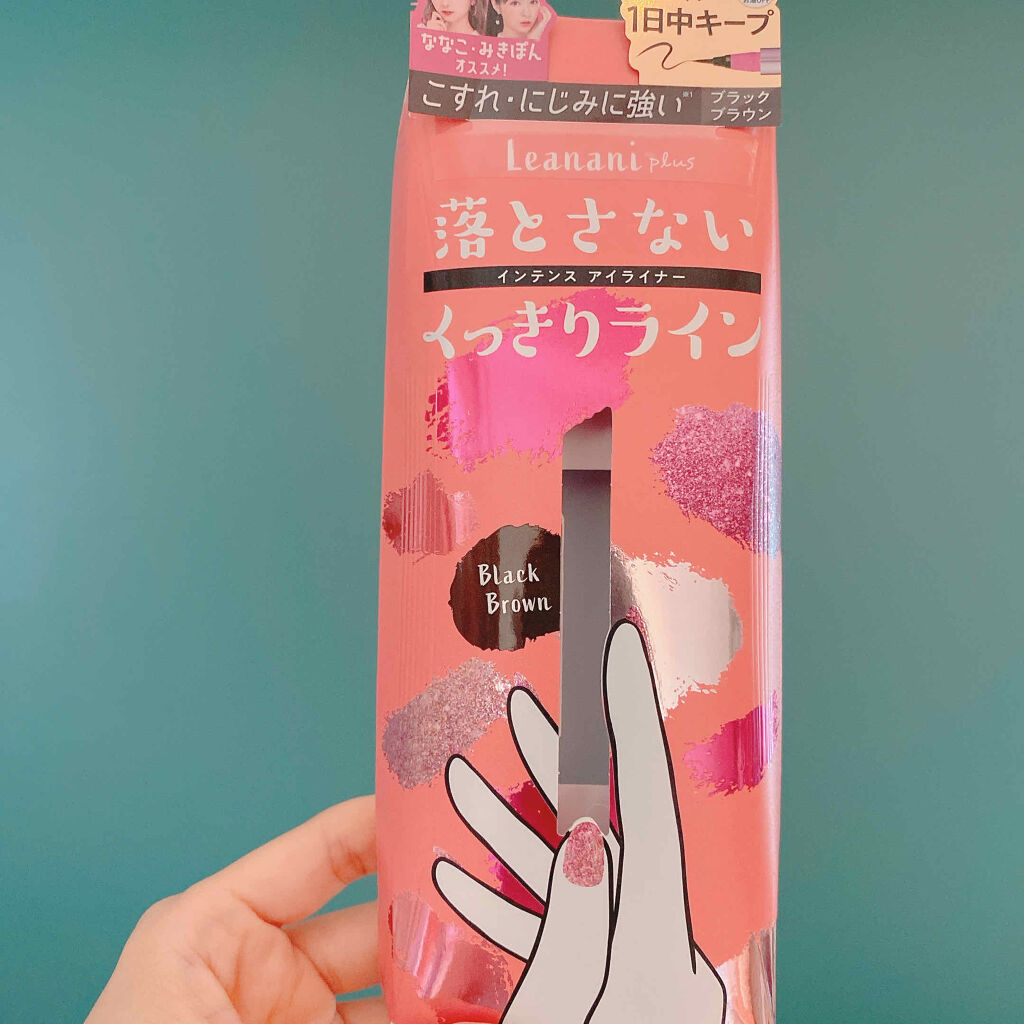 ななこ・みきぽん
オススメ!
1日中キープ
こすれ・にじみに強い※1
ブラック
ブラウン
Leanani plus
落とさない
インテンス アイライナー
くっきりライン
Black
Brown